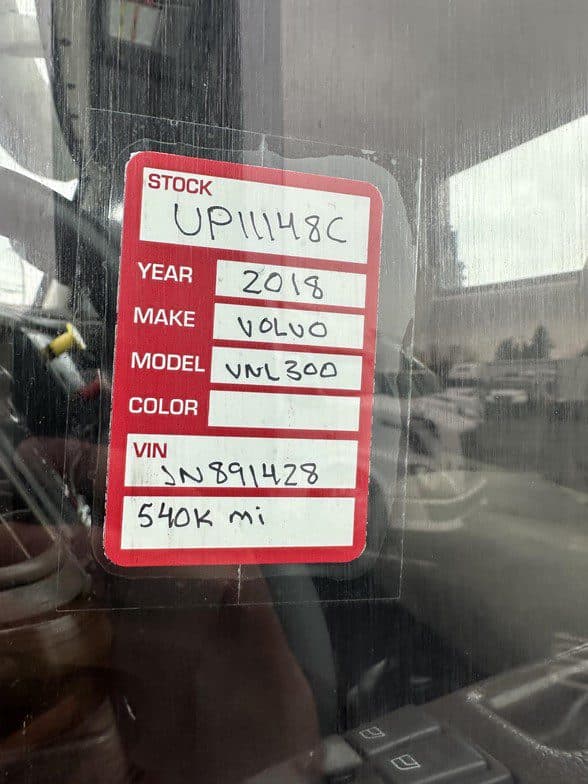 STOCK
UP11148C
YEAR 2018
MAKE VOLVO
MODEL VNL300
COLOR
VIN
JN891428
540K mi